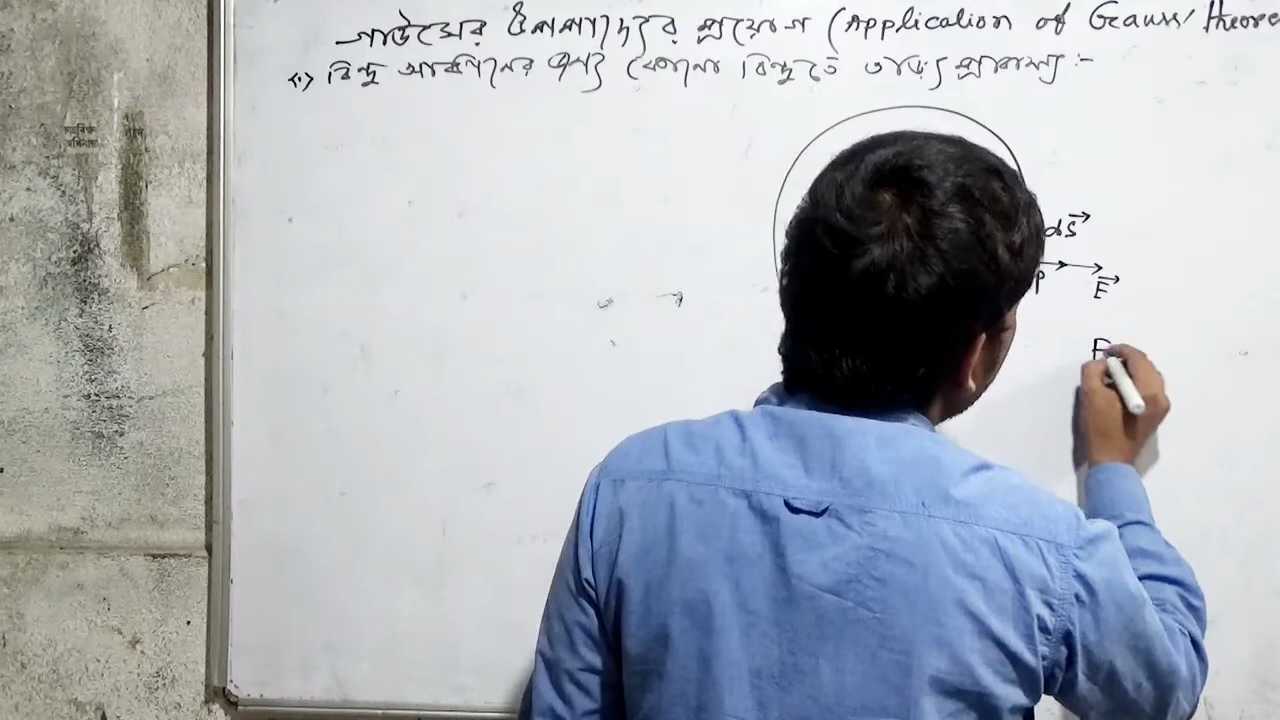 গাউসের উপপাদ্যের প্রয়োগ (Application of Gauss' theore
(১) বিন্দু আধানের জন্য কোনো বিন্দুতে তড়িৎ প্রাবল্য :-
dS
P
E